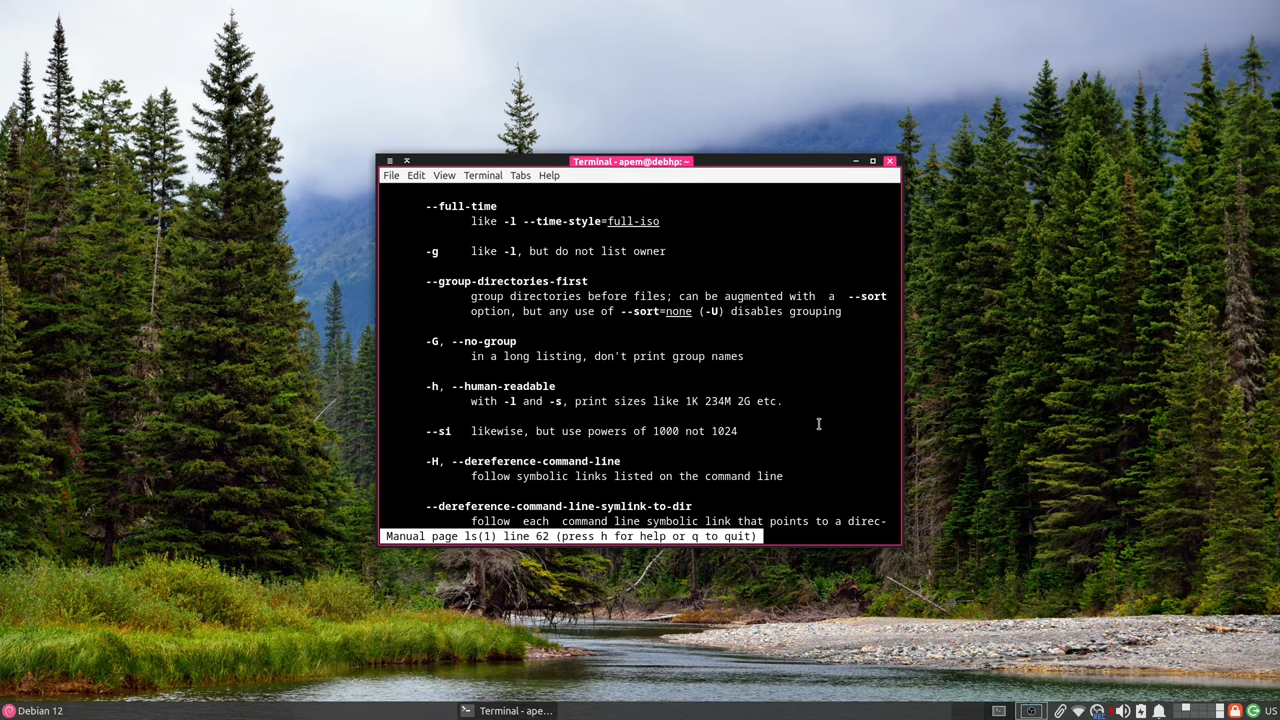 Terminal - apem@debhp: ~
File Edit View Terminal Tabs Help
--full-time
like -l --time-style=full-iso
-g like -l, but do not list owner
--group-directories-first
group directories before files; can be augmented with a --sort
option, but any use of --sort=none (-U) disables grouping
-G, --no-group
in a long listing, don't print group names
-h, --human-readable
with -l and -s, print sizes like 1K 234M 2G etc.
--si likewise, but use powers of 1000 not 1024
-H, --dereference-command-line
follow symbolic links listed on the command line
--dereference-command-line-symlink-to-dir
follow each command line symbolic link that points to a direc-
Manual page ls(1) line 62 (press h for help or q to quit)
Debian 12 Terminal - ape... US